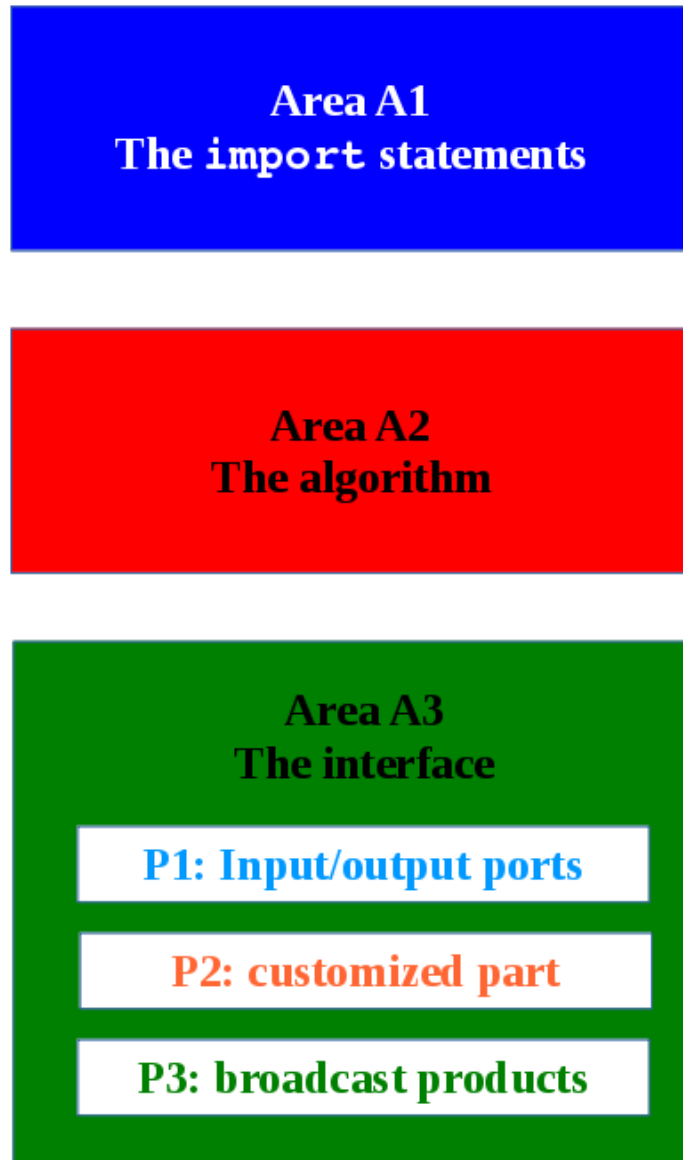 Area A1
The import statements
Area A2
The algorithm
Area A3
The interface
P1: Input/output ports
P2: customized part
P3: broadcast products